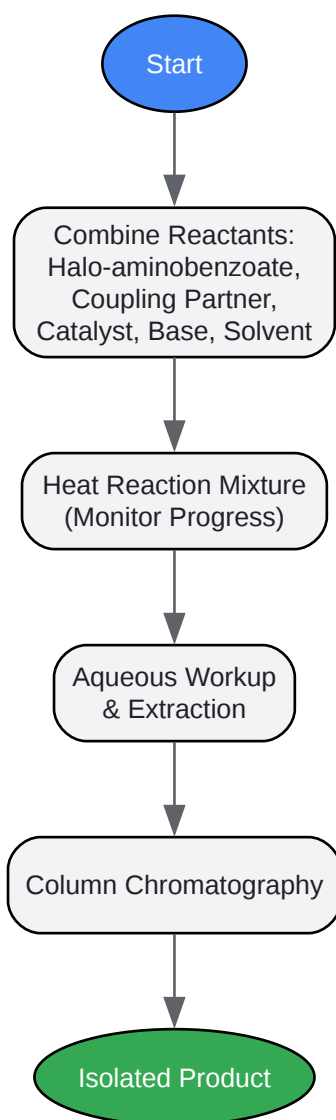 Start
Combine Reactants:
Halo-aminobenzoate,
Coupling Partner,
Catalyst, Base, Solvent
Heat Reaction Mixture
(Monitor Progress)
Aqueous Workup
& Extraction
Column Chromatography
Isolated Product